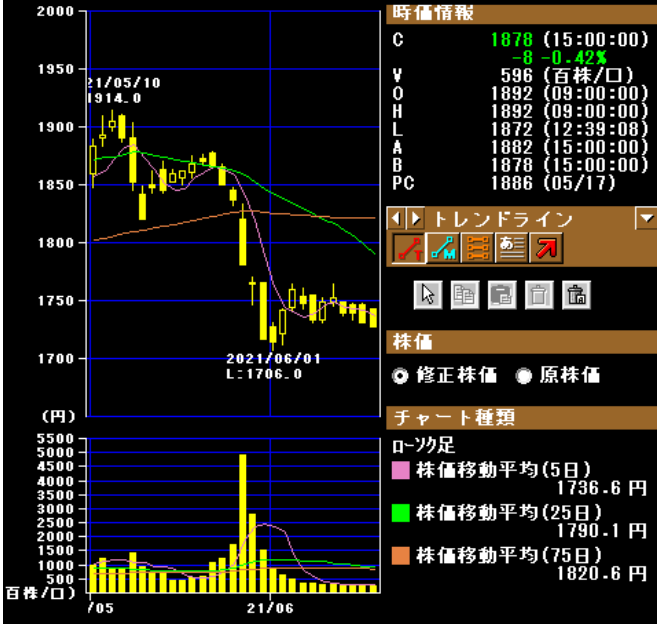 2000
1950
1900
1850
1800
1750
1700
(円)
21/05/10
1914.0
2021/06/01
L:1706.0
5500
5000
4500
4000
3500
3000
2500
2000
1500
1000
500
百株/口)
/05
21/06
時価情報
C 1878 (15:00:00)
-8 -0.42%
V 596 (百株/口)
O 1892 (09:00:00)
H 1892 (09:00:00)
L 1872 (12:39:08)
A 1882 (15:00:00)
B 1878 (15:00:00)
PC 1886 (05/17)
トレンドライン
T
M
あ
株価
修正株価 原株価
チャート種類
ローソク足
株価移動平均(5日)
1736.6 円
株価移動平均(25日)
1790.1 円
株価移動平均(75日)
1820.6 円